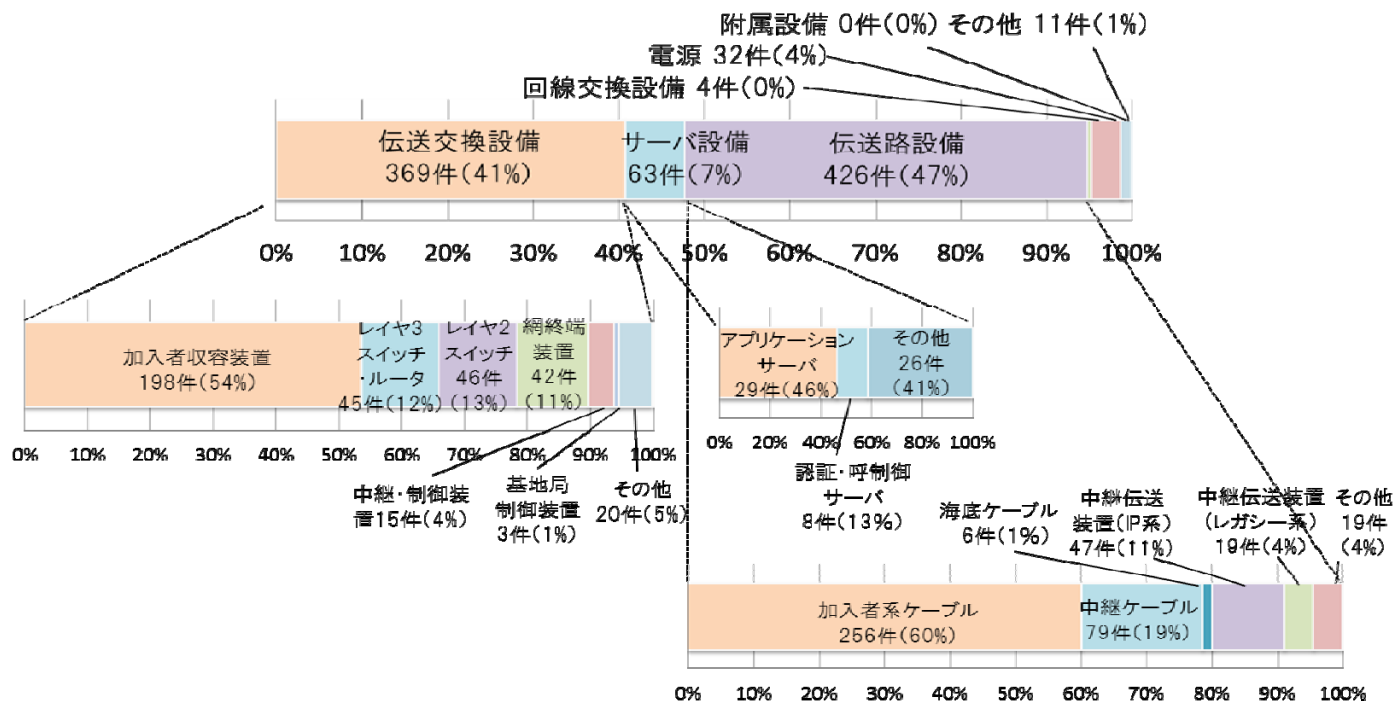 附属設備 0件(0%) その他 11件(1%)
電源 32件(4%)
回線交換設備 4件(0%)
伝送交換設備
369件(41%)
サーバ設備
63件(7%)
伝送路設備
426件(47%)
0% 10% 20% 30% 40% 50% 60% 70% 80% 90% 100%
加入者収容装置
198件(54%)
レイヤ3
スイッチ
・ルータ
45件(12%)
レイヤ2
スイッチ
46件
(13%)
網終端
装置
42件
(11%)
0% 10% 20% 30% 40% 50% 60% 70% 80% 90% 100%
中継・制御装
置15件(4%)
基地局
制御装置
3件(1%)
その他
20件(5%)
アプリケーション
サーバ
29件(46%)
その他
26件
(41%)
0% 20% 40% 60% 80% 100%
認証・呼制御
サーバ
8件(13%)
海底ケーブル
6件(1%)
中継伝送
装置(IP系)
47件(11%)
中継伝送装置
(レガシー系)
19件(4%)
その他
19件
(4%)
加入者系ケーブル
256件(60%)
中継ケーブル
79件(19%)
0% 10% 20% 30% 40% 50% 60% 70% 80% 90% 100%